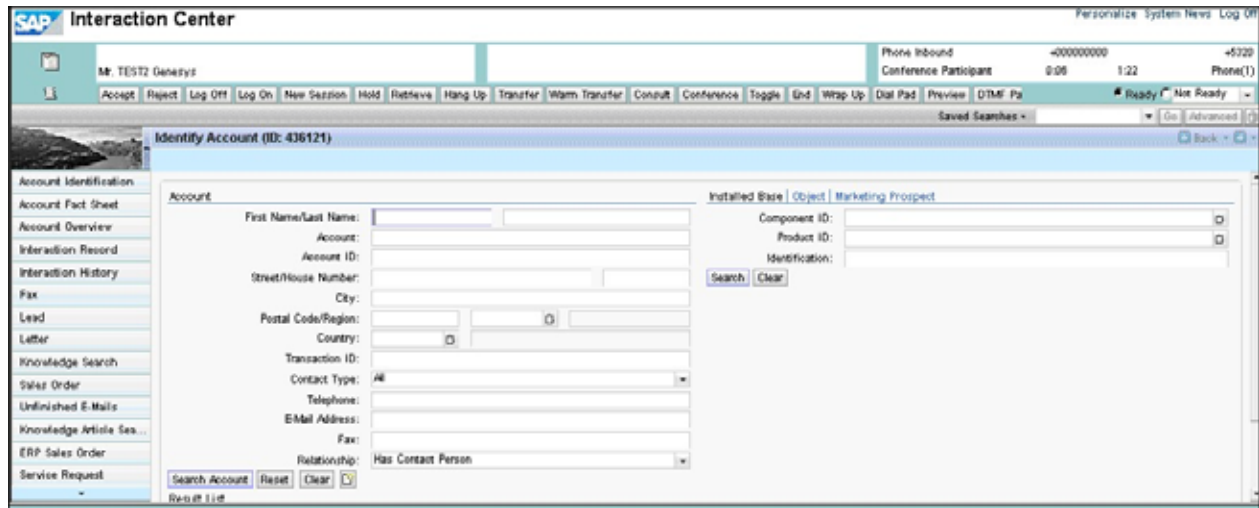 SAP Interaction Center
Personalize System News Log Off
Phone Inbound +000000000 +5320
Mr. TEST2 Genesys
Conference Participant 0:06 1:22 Phone(1)
Accept Reject Log Off Log On New Session Hold Retrieve Hang Up Transfer Warm Transfer Consult Conference Toggle End Wrap Up Dial Pad Preview DTMF Pa Ready Not Ready
Saved Searches Go Advanced
Identify Account (ID: 436121) Back
Account Identification
Account Fact Sheet
Account Overview
Interaction Record
Interaction History
Fax
Lead
Letter
Knowledge Search
Sales Order
Unfinished E-Mails
Knowledge Article Sea...
ERP Sales Order
Service Request
Account
First Name/Last Name:
Account:
Account ID:
Street/House Number:
City:
Postal Code/Region:
Country:
Transaction ID:
Contact Type: All
Telephone:
E-Mail Address:
Fax:
Relationship: Has Contact Person
Search Account Reset Clear
Result List
Installed Base Object Marketing Prospect
Component ID:
Product ID:
Identification:
Search Clear